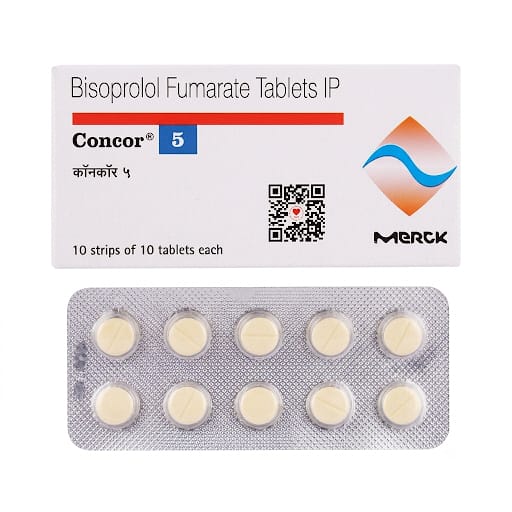 Bisoprolol Fumarate Tablets IP
Concor® 5
कॉनकॉर ५
10 strips of 10 tablets each
MERCK